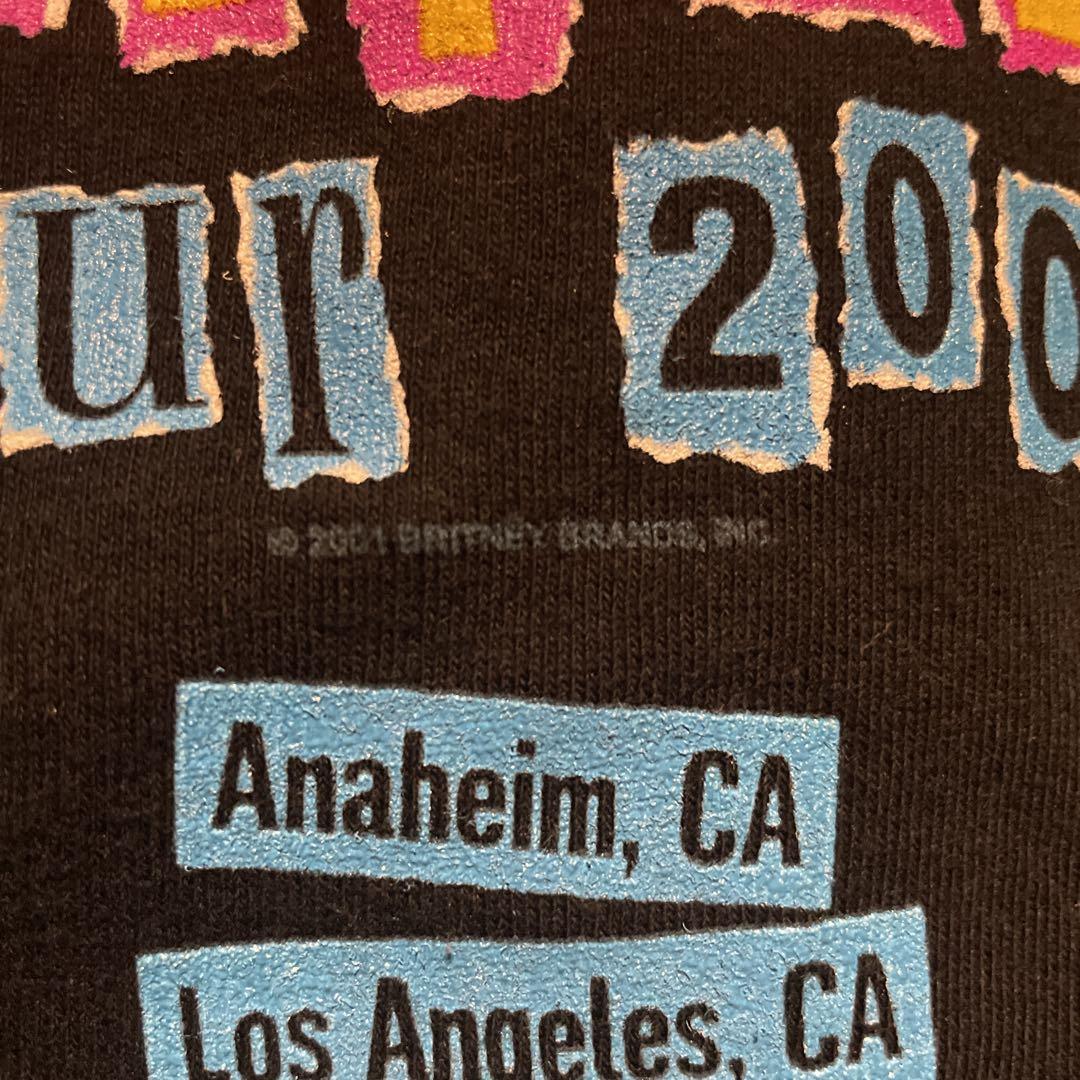 ur 200
© 2001 BRITNEY BRANDS, INC.
Anaheim, CA
Los Angeles, CA